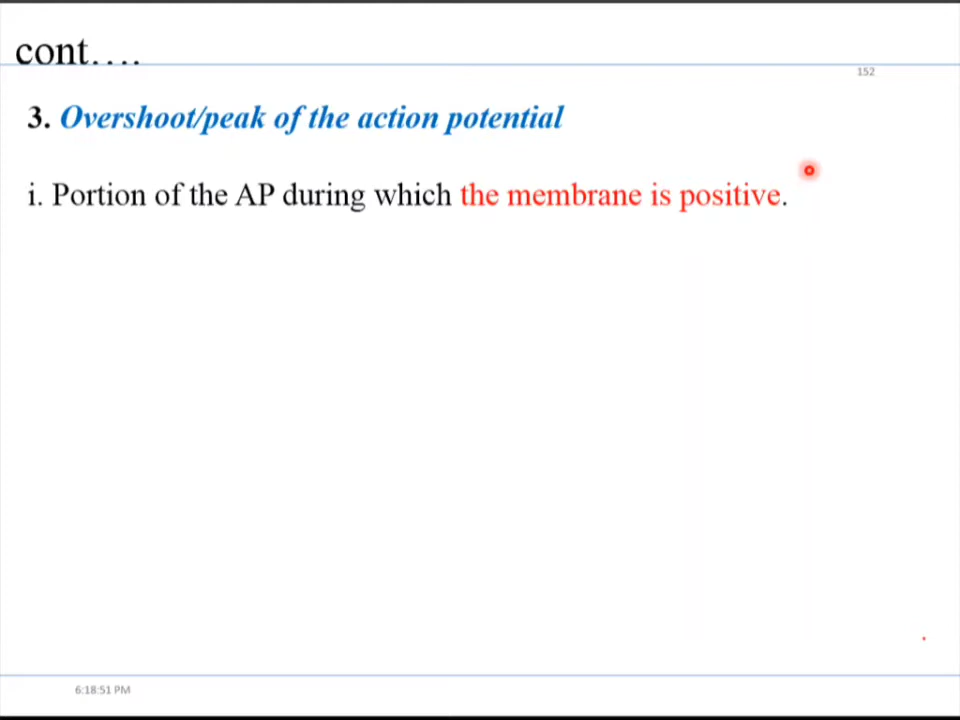 cont….
152
3. Overshoot/peak of the action potential
i. Portion of the AP during which the membrane is positive.
6:18:51 PM